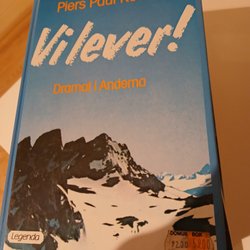 Piers Paul
Vi lever!
Dramat i Anderna
Legenda